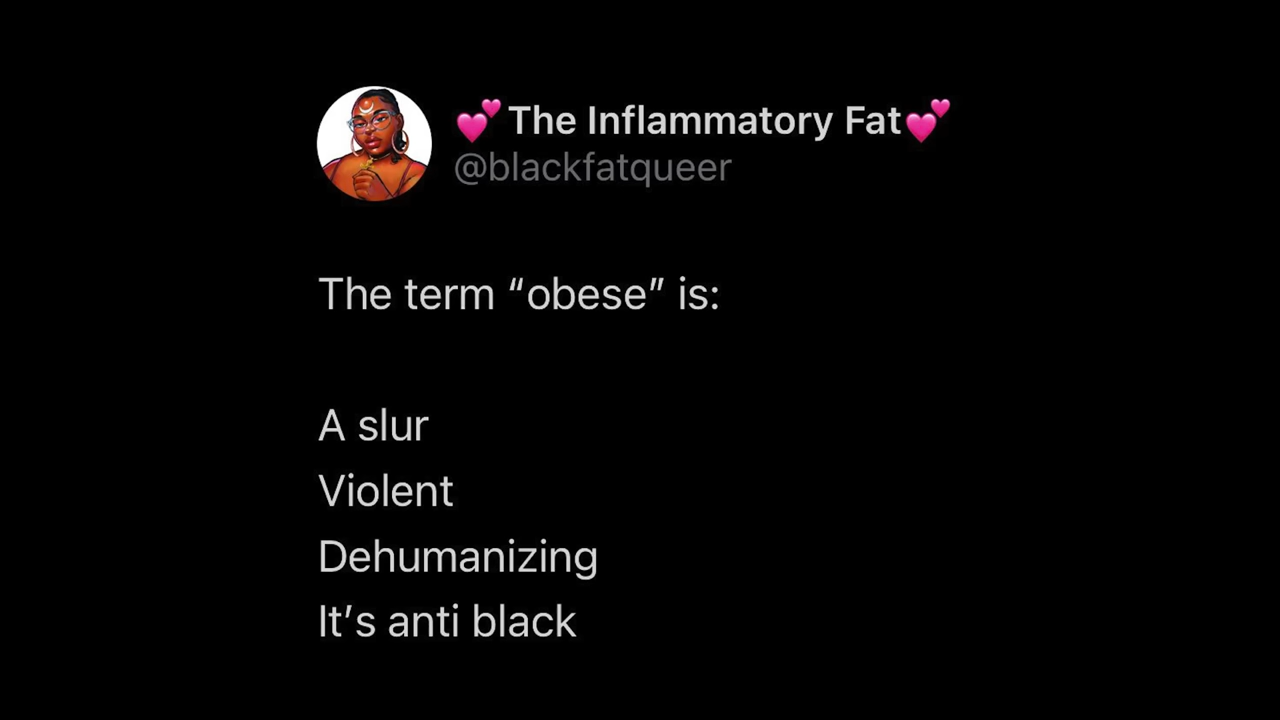 💕The Inflammatory Fat💕
@blackfatqueer
The term “obese” is:
A slur
Violent
Dehumanizing
It’s anti black